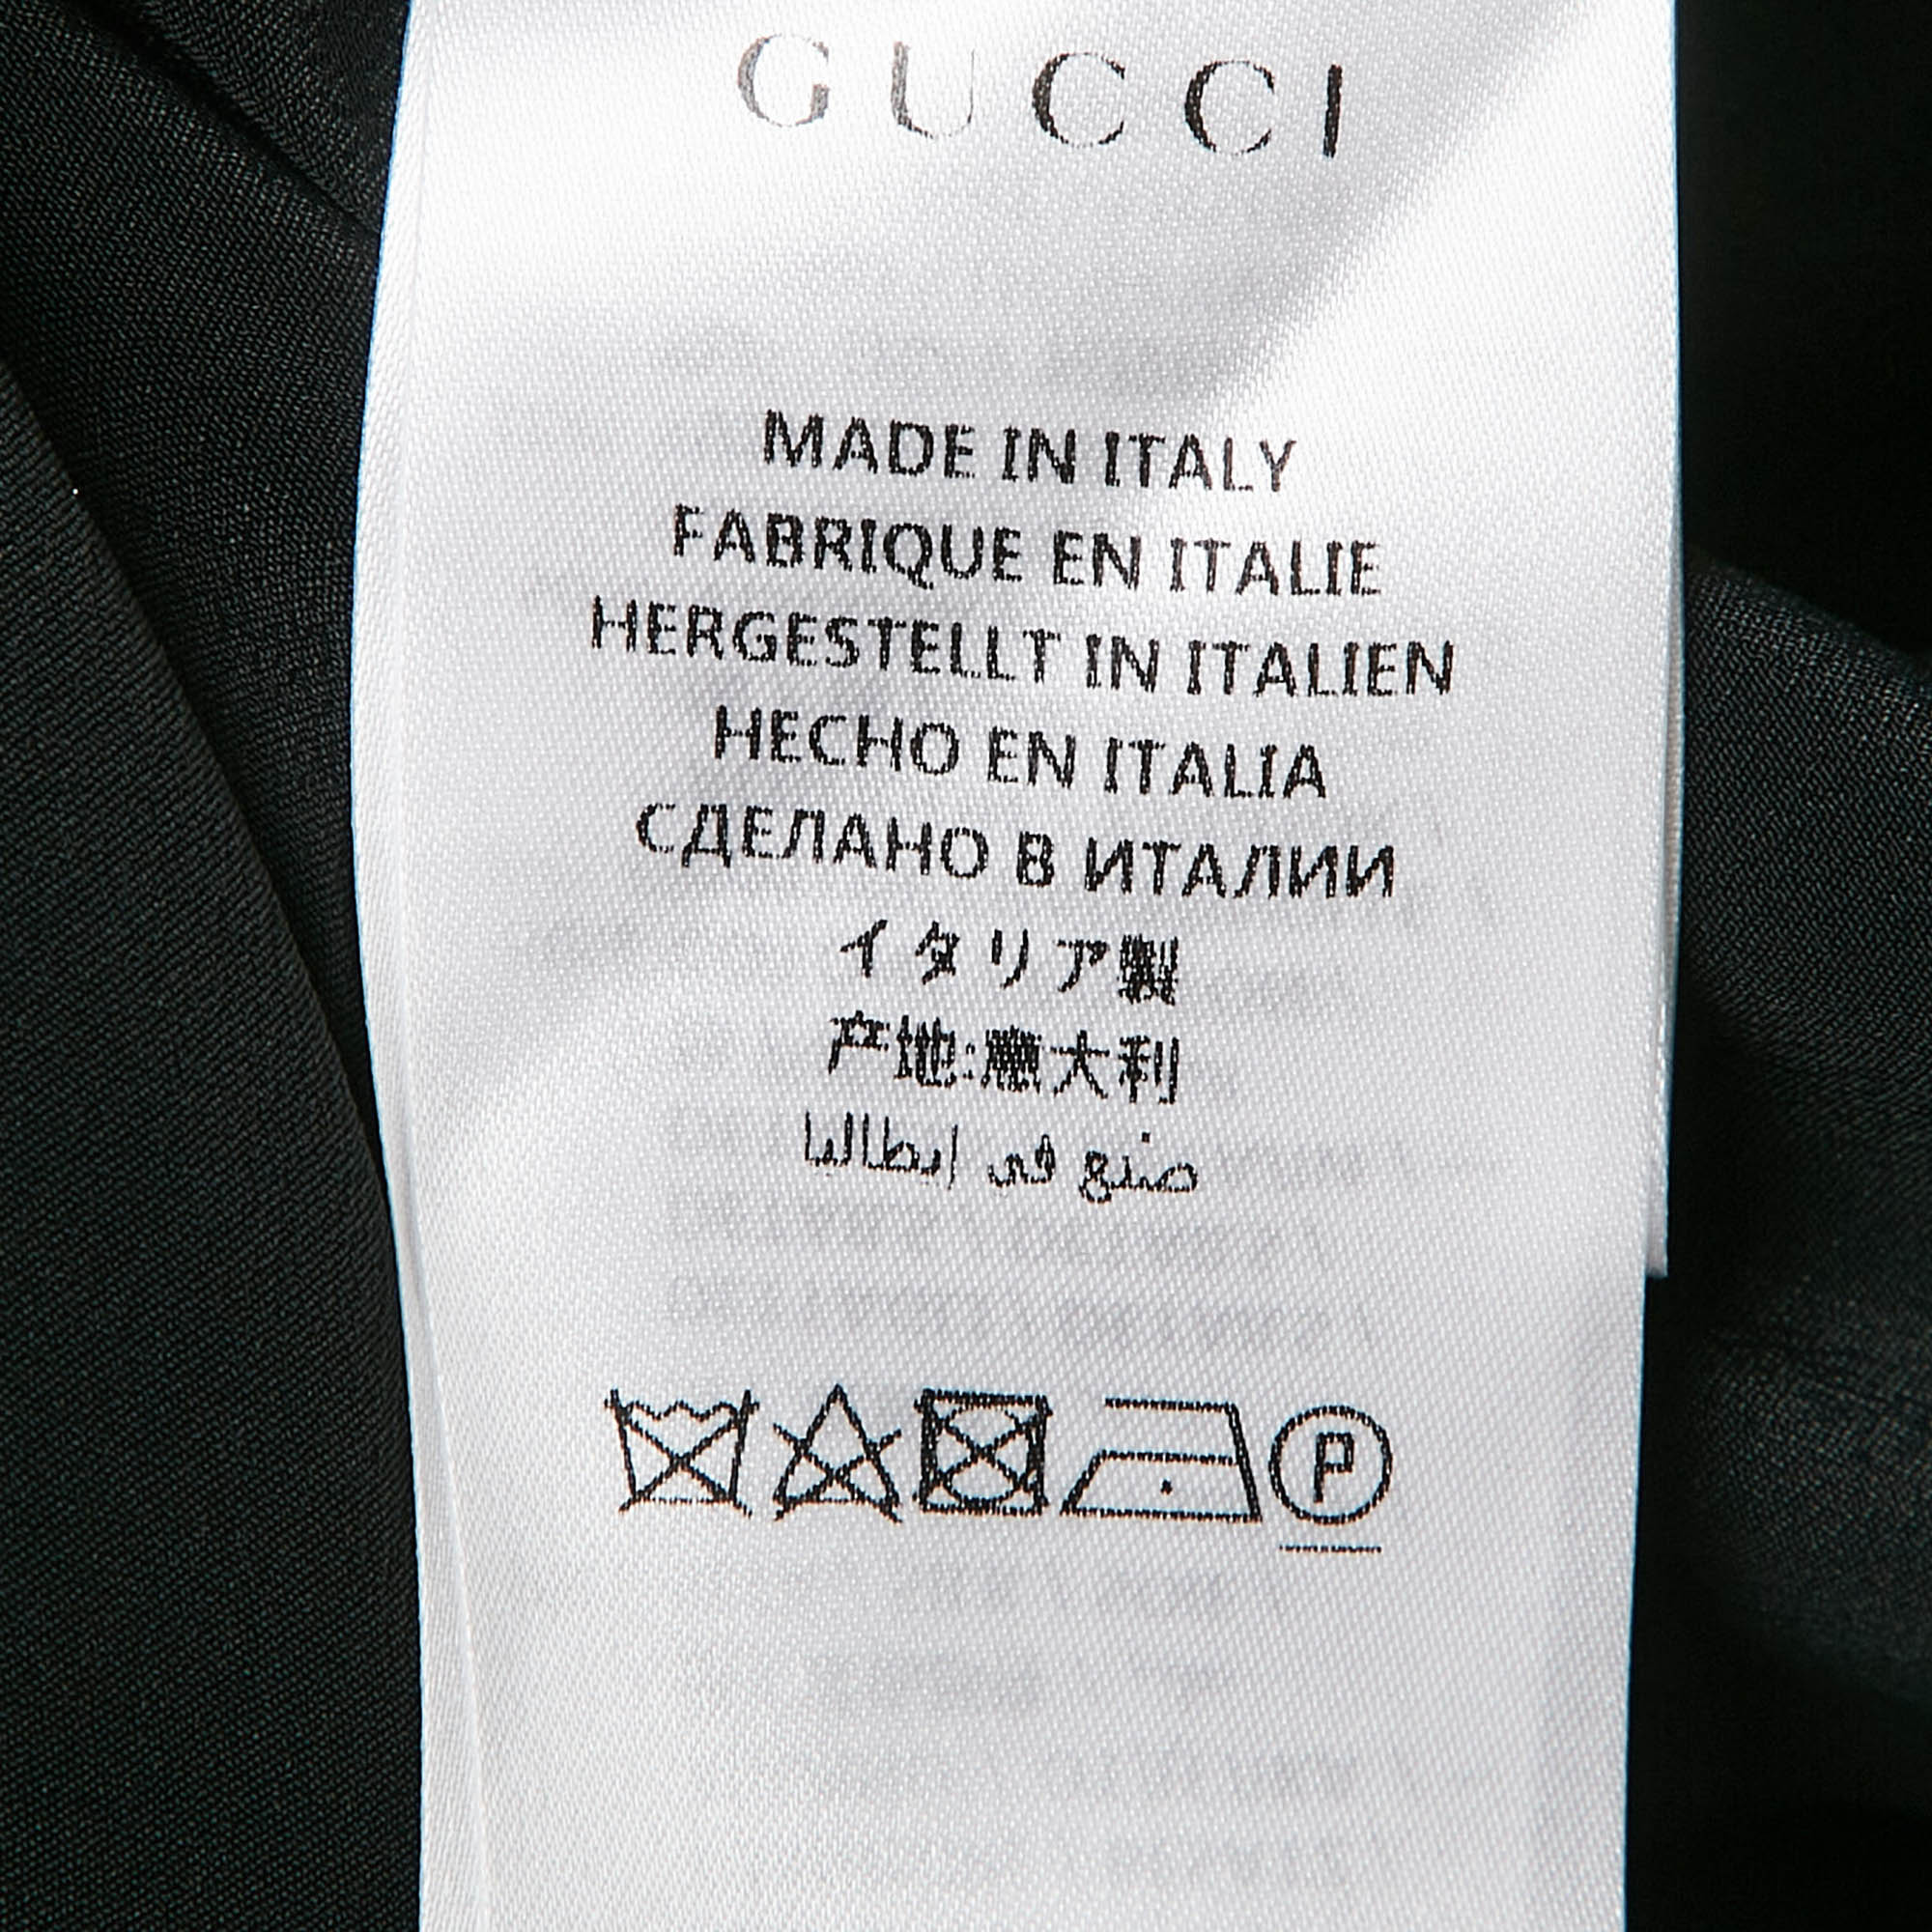 GUCCI
MADE IN ITALY
FABRIQUE EN ITALIE
HERGESTELLT IN ITALIEN
HECHO EN ITALIA
СДЕЛАНО В ИТАЛИИ
イタリア製
产地:意大利
صنع في إيطاليا
P